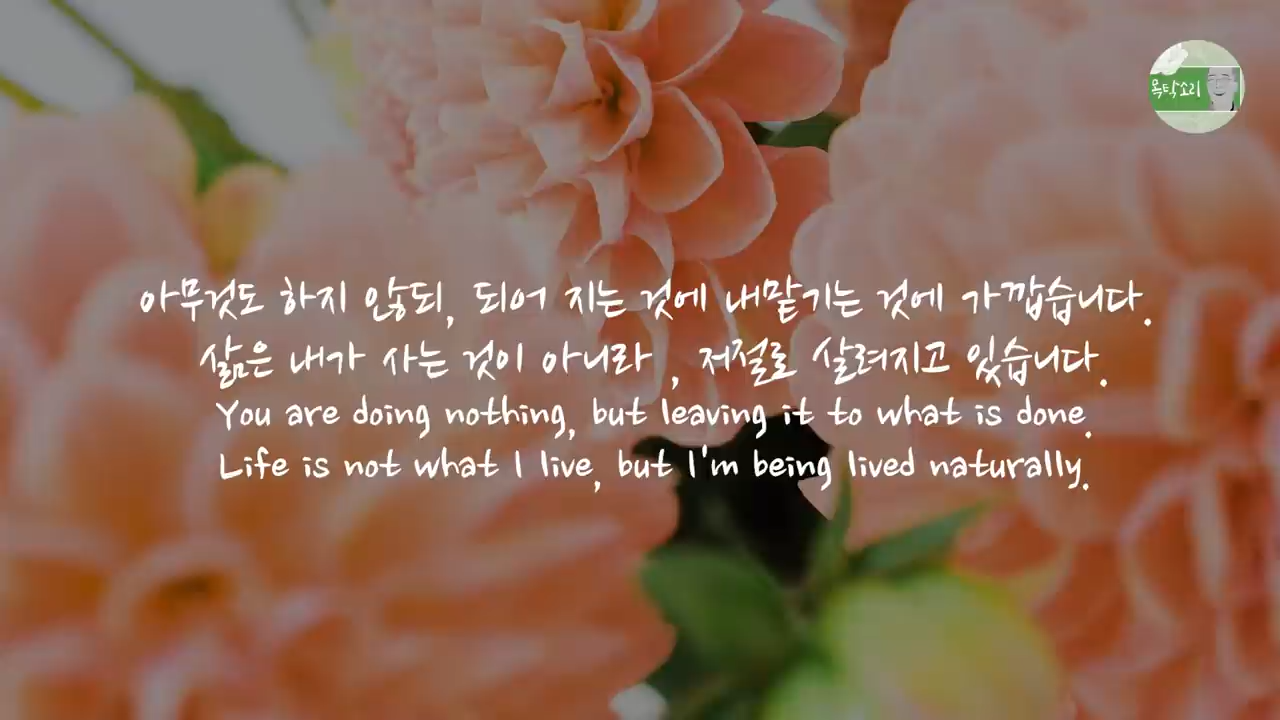 목탁소리
아무것도 하지 않되, 되어 지는 것에 내맡기는 것에 가깝습니다.
삶은 내가 사는 것이 아니라, 저절로 살려지고 있습니다.
You are doing nothing, but leaving it to what is done.
Life is not what I live, but I'm being lived naturally.